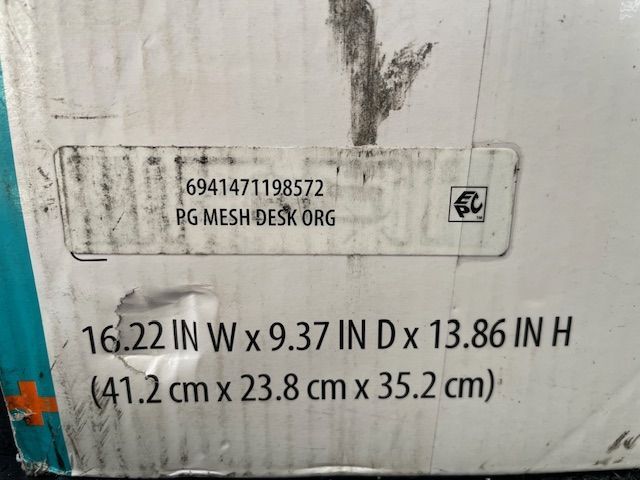 6941471198572
PG MESH DESK ORG
EPC
16.22 IN W x 9.37 IN D x 13.86 IN H
(41.2 cm x 23.8 cm x 35.2 cm)